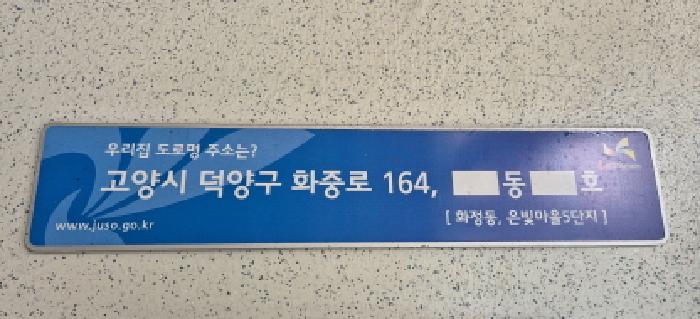 우리집 도로명 주소는?
고양시 덕양구 화중로 164, 동 호
[ 화정동, 은빛마을5단지 ]
www.juso.go.kr